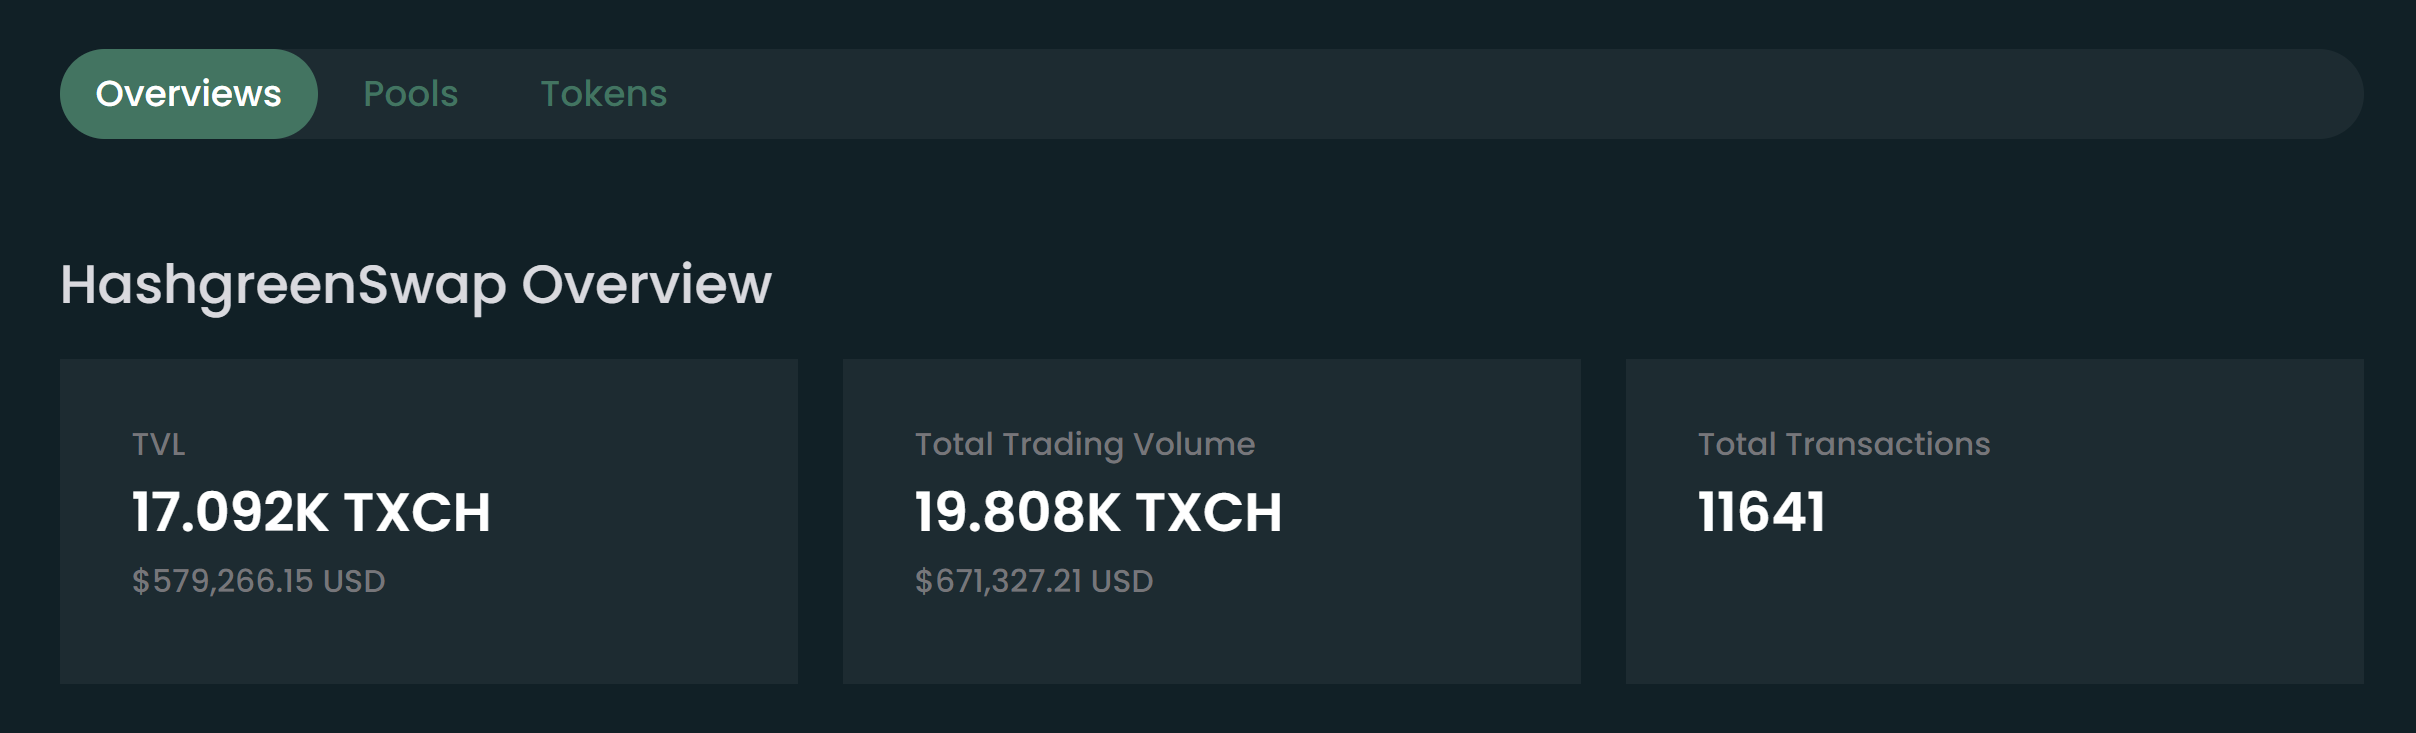 Overviews Pools Tokens
HashgreenSwap Overview
TVL
17.092K TXCH
$579,266.15 USD
Total Trading Volume
19.808K TXCH
$671,327.21 USD
Total Transactions
11641